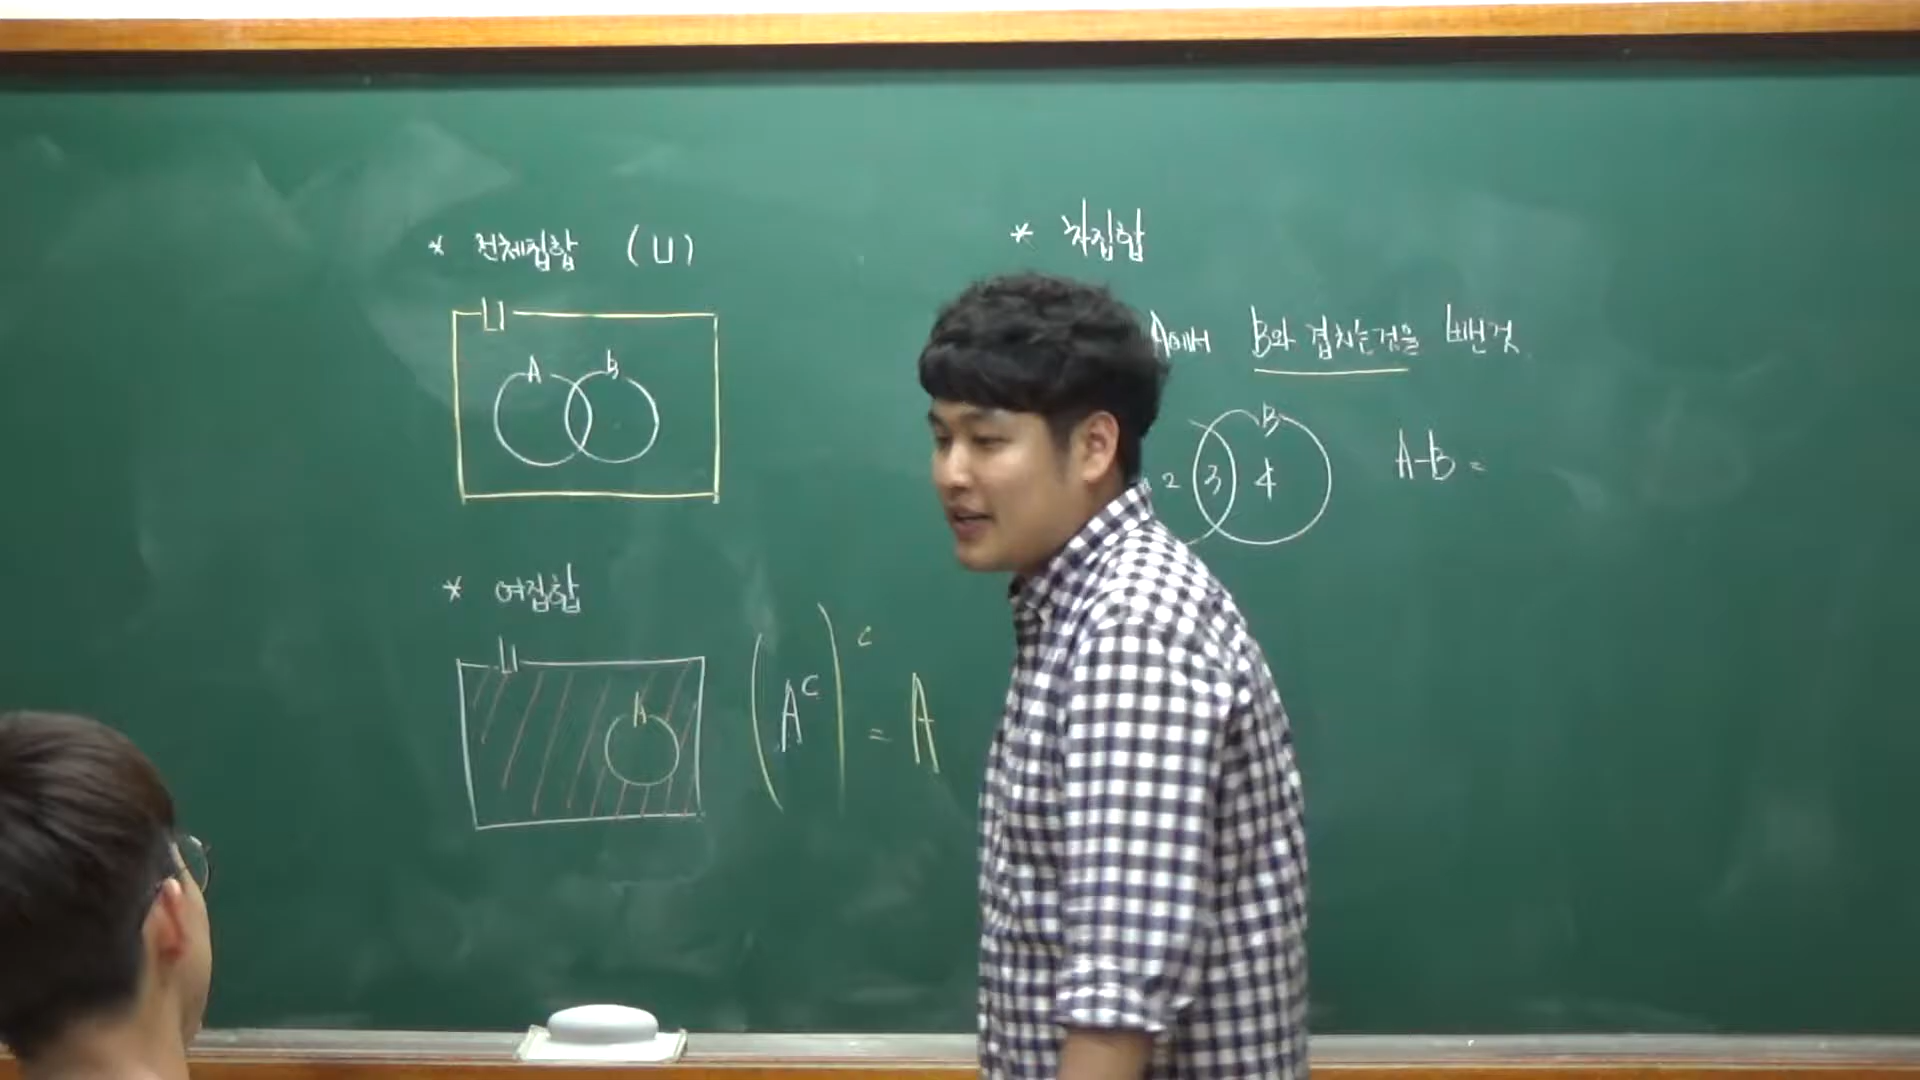 * 전체집합 (U)
U
A B
* 여집합
U
A
(Aᶜ)ᶜ = A
* 차집합
A에서 B와 겹치는것을 뺀것.
B
2 3 4
A-B =